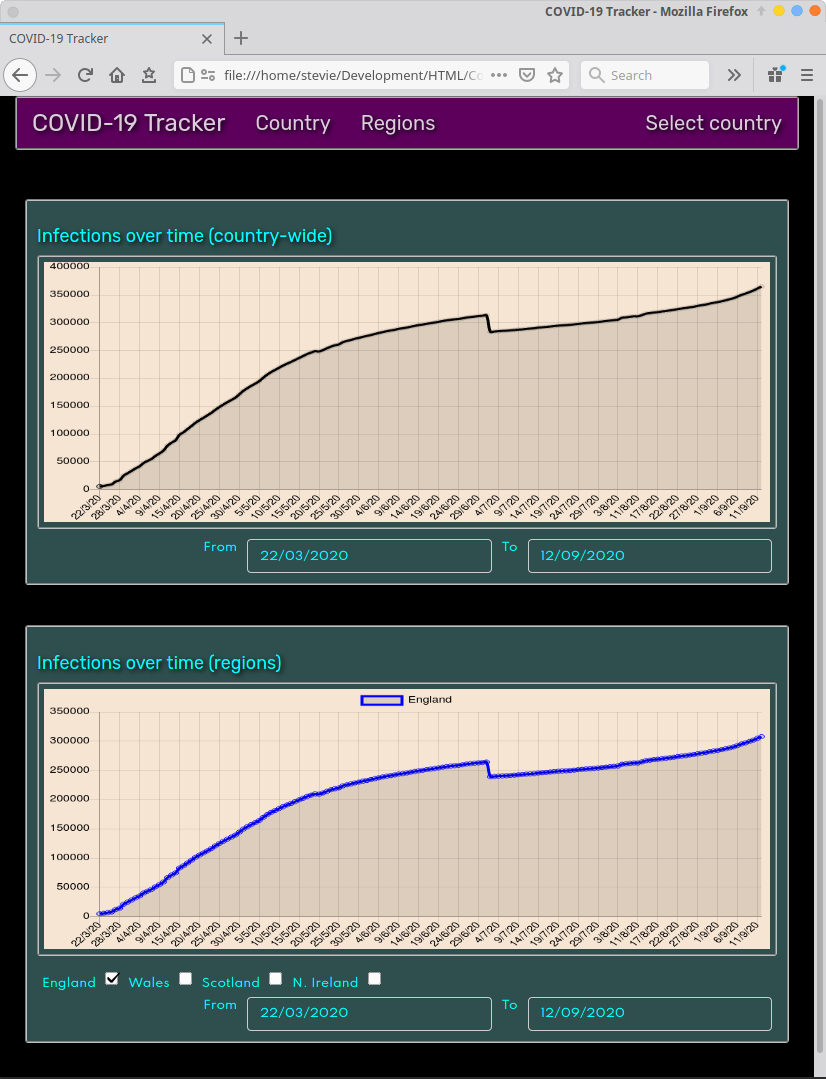 COVID-19 Tracker - Mozilla Firefox
COVID-19 Tracker
file:///home/stevie/Development/HTML/Co
Search
COVID-19 Tracker Country Regions Select country
Infections over time (country-wide)
400000
350000
300000
250000
200000
150000
100000
50000
0
22/3/20 28/3/20 4/4/20 9/4/20 15/4/20 20/4/20 25/4/20 30/4/20 5/5/20 10/5/20 15/5/20 20/5/20 25/5/20 30/5/20 4/6/20 9/6/20 14/6/20 19/6/20 24/6/20 29/6/20 4/7/20 9/7/20 14/7/20 19/7/20 24/7/20 29/7/20 3/8/20 11/8/20 17/8/20 22/8/20 27/8/20 1/9/20 6/9/20 11/9/20
From 22/03/2020 To 12/09/2020
Infections over time (regions)
England
350000
300000
250000
200000
150000
100000
50000
0
22/3/20 28/3/20 4/4/20 9/4/20 15/4/20 20/4/20 25/4/20 30/4/20 5/5/20 10/5/20 15/5/20 20/5/20 25/5/20 30/5/20 4/6/20 9/6/20 14/6/20 19/6/20 24/6/20 29/6/20 4/7/20 9/7/20 14/7/20 19/7/20 24/7/20 29/7/20 3/8/20 11/8/20 17/8/20 22/8/20 27/8/20 1/9/20 6/9/20 11/9/20
England Wales Scotland N. Ireland
From 22/03/2020 To 12/09/2020